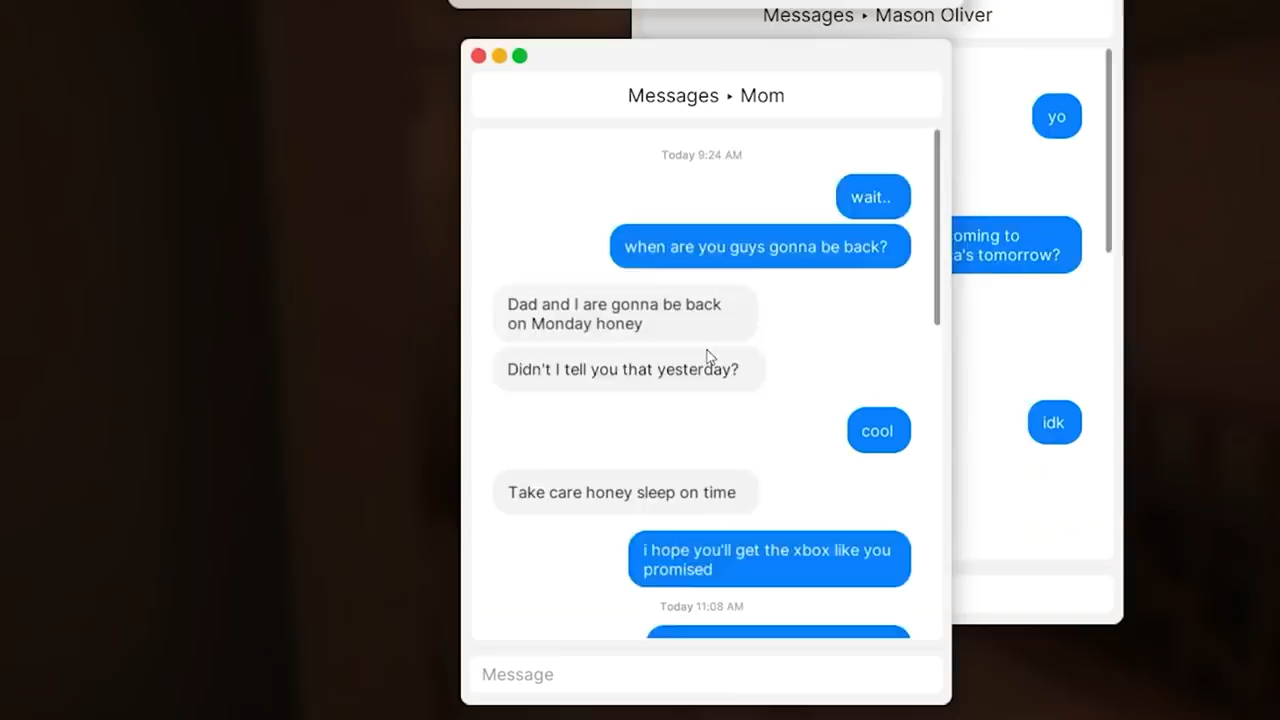 Messages ‣ Mason Oliver
yo
oming to
a's tomorrow?
idk
Messages ‣ Mom
Today 9:24 AM
wait..
when are you guys gonna be back?
Dad and I are gonna be back
on Monday honey
Didn't I tell you that yesterday?
cool
Take care honey sleep on time
i hope you'll get the xbox like you
promised
Today 11:08 AM
Message